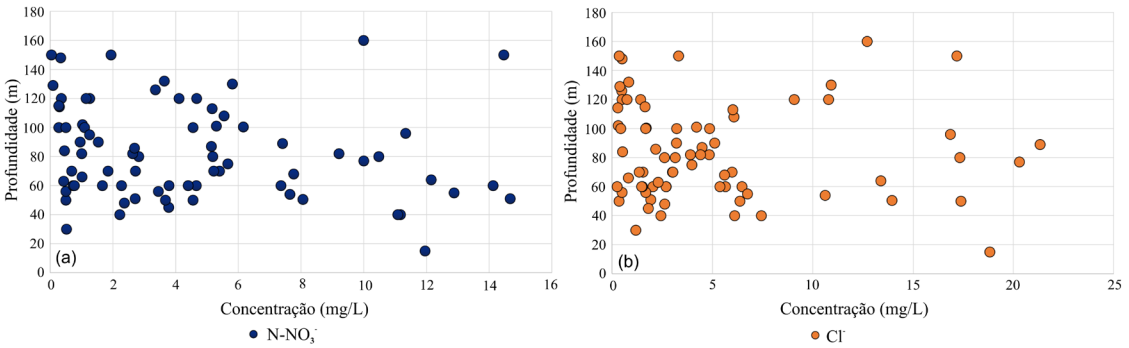 180
160
140
120
100
80
60
40
20
0
Profundidade (m)
(a)
0 2 4 6 8 10 12 14 16
Concentração (mg/L)
N-NO₃⁻
180
160
140
120
100
80
60
40
20
0
Profundidade (m)
(b)
0 5 10 15 20 25
Concentração (mg/L)
Cl⁻